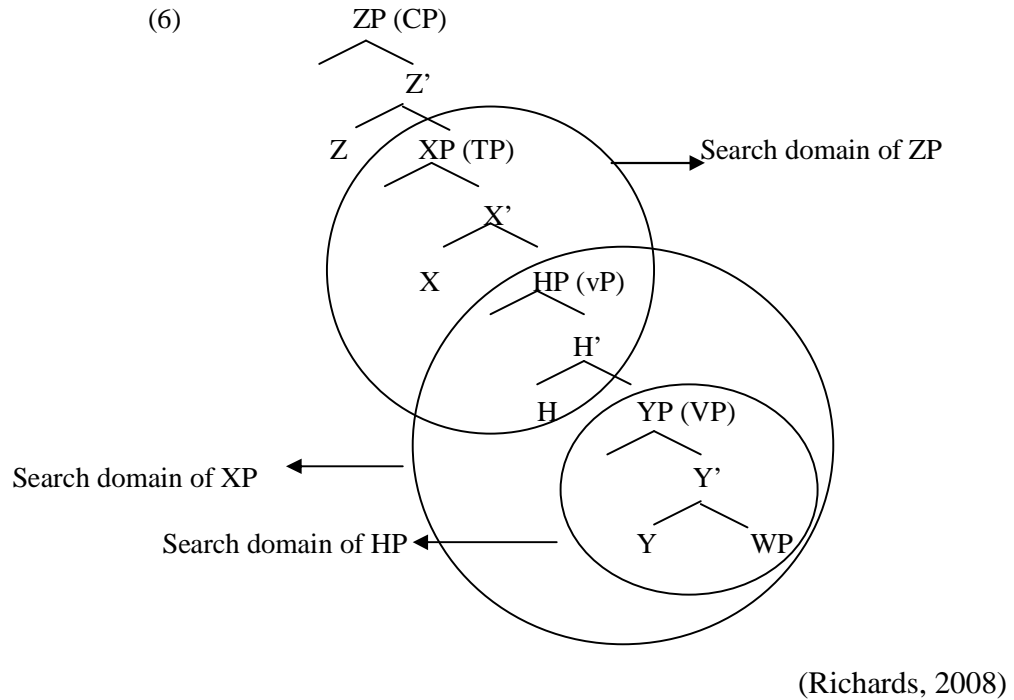 (6) ZP (CP)
Z’
Z XP (TP) Search domain of ZP
X’
X HP (vP)
H’
H YP (VP)
Search domain of XP Y’
Search domain of HP Y WP
(Richards, 2008)